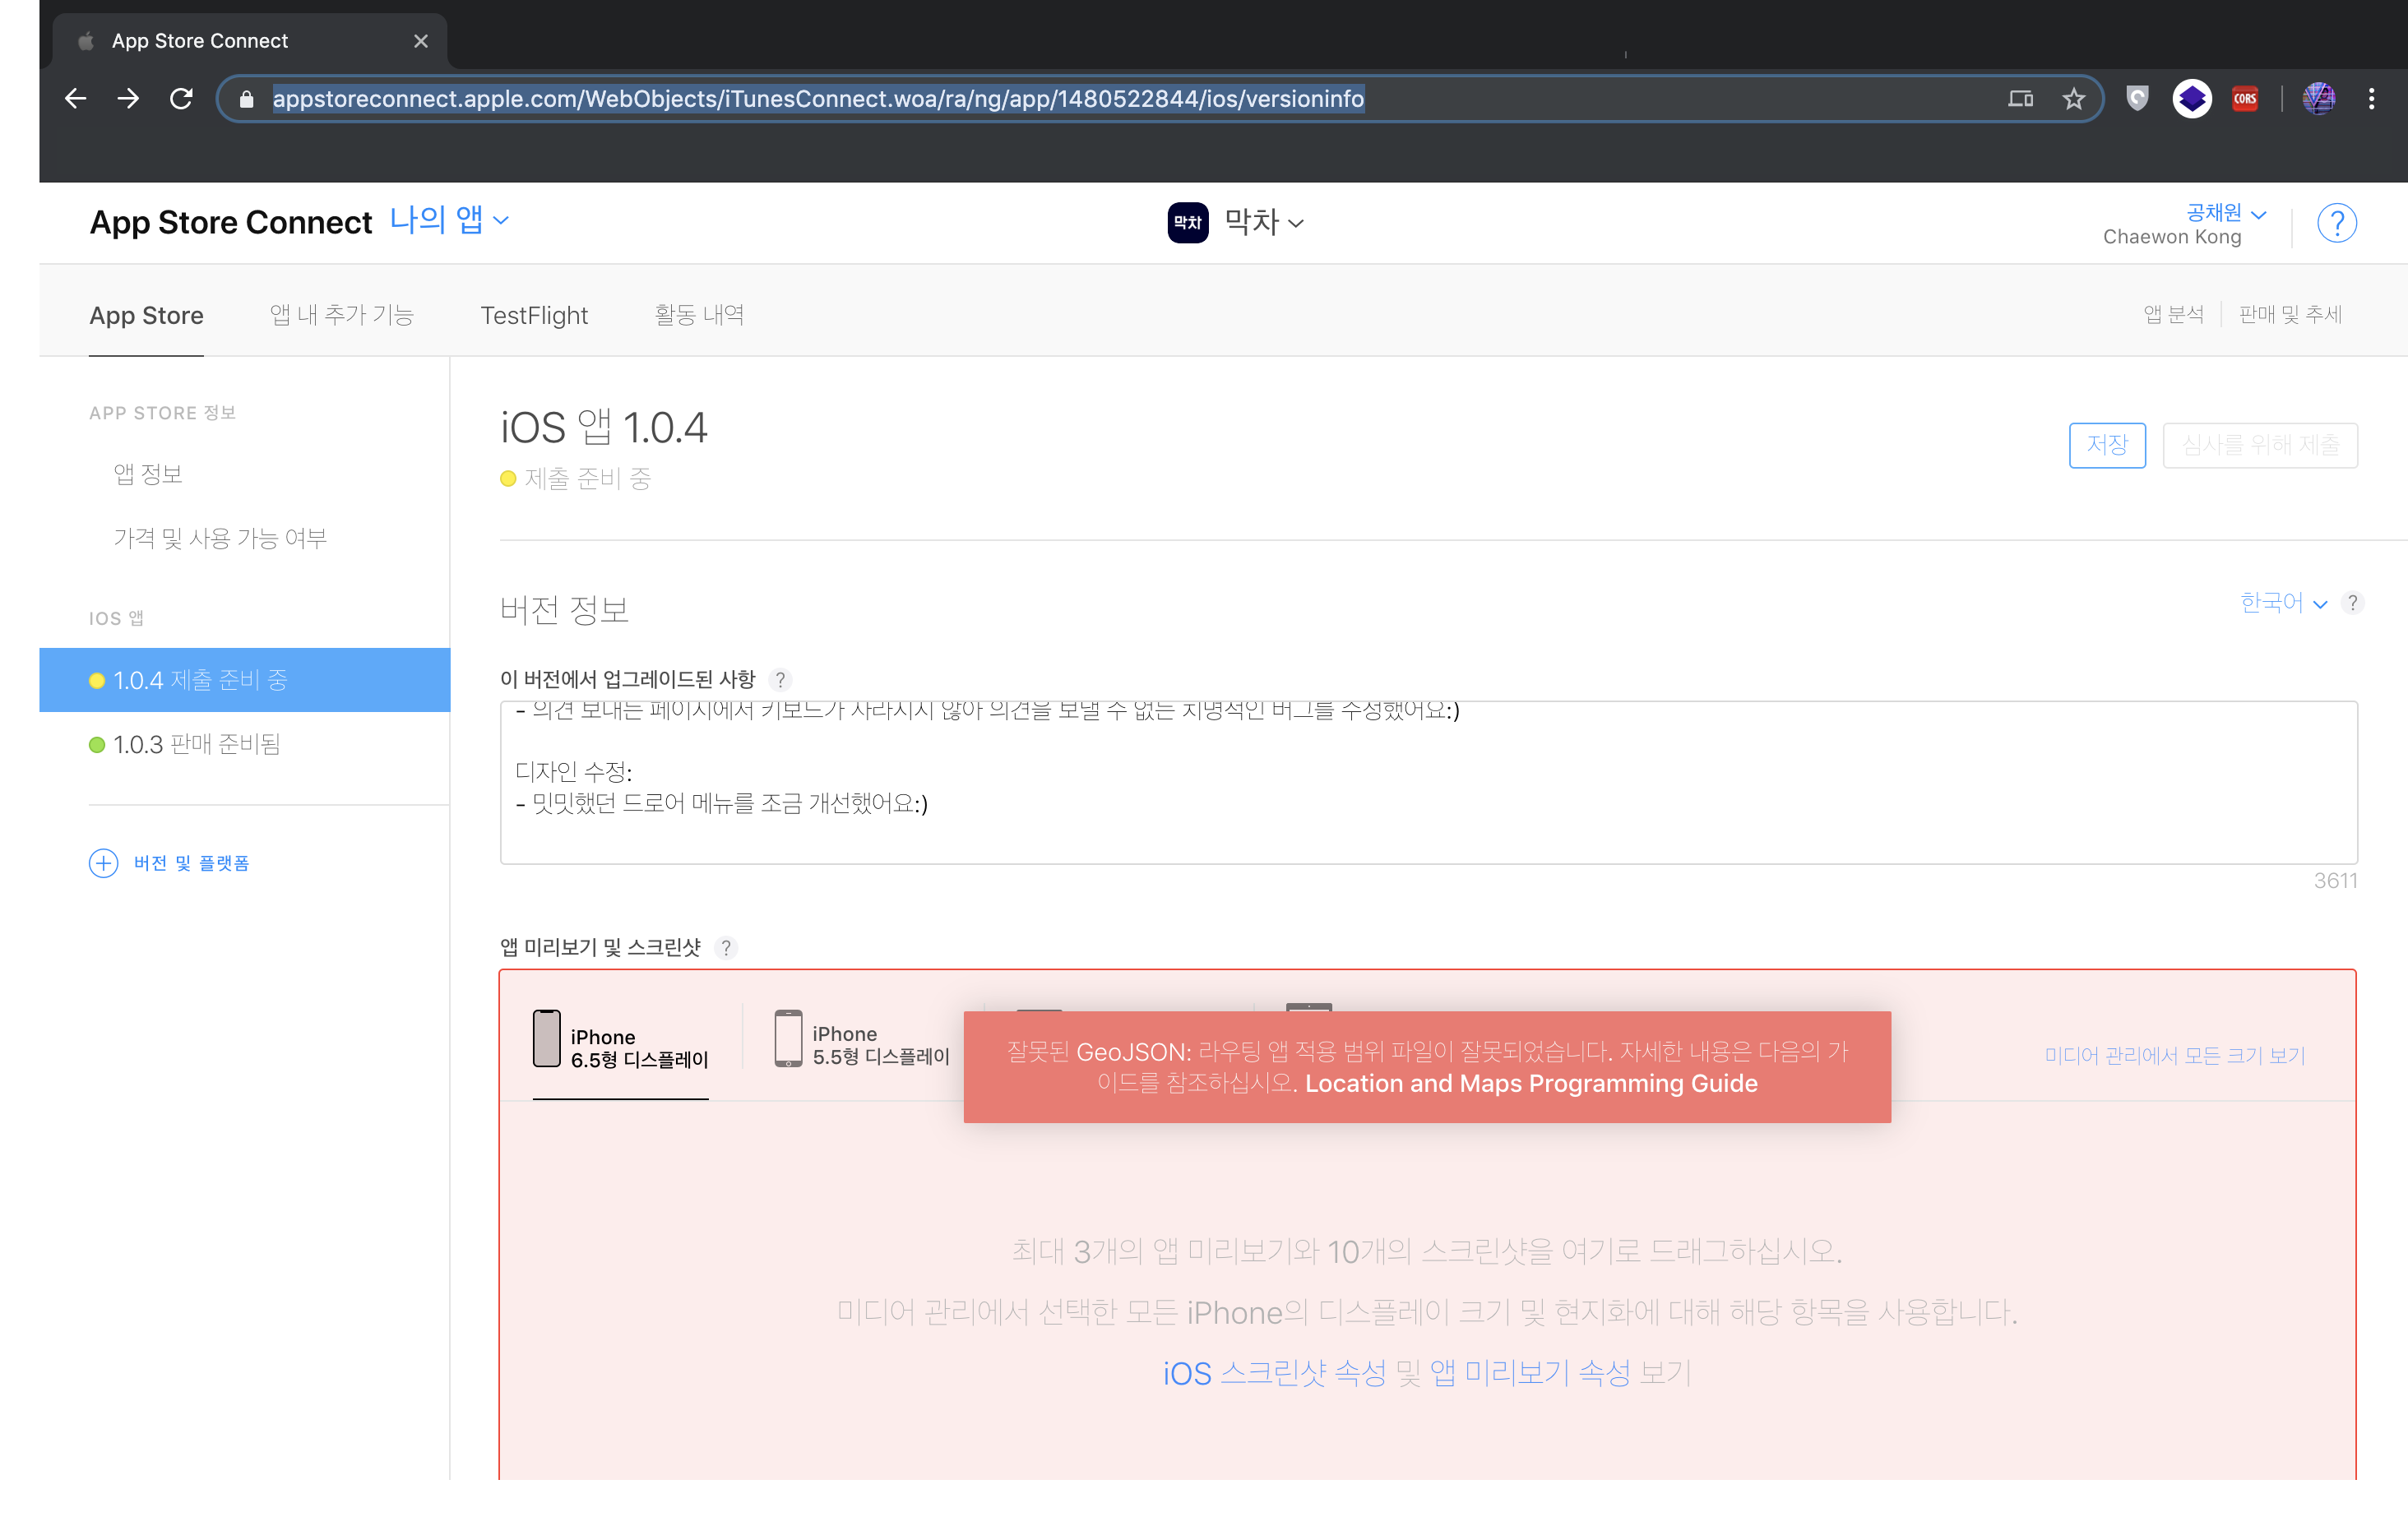 App Store Connect
appstoreconnect.apple.com/WebObjects/iTunesConnect.woa/ra/ng/app/1480522844/ios/versioninfo
CORS
App Store Connect 나의 앱
막차 막차
공채원
Chaewon Kong
?
App Store 앱 내 추가 기능 TestFlight 활동 내역
앱 분석 판매 및 추세
APP STORE 정보
앱 정보
가격 및 사용 가능 여부
IOS 앱
1.0.4 제출 준비 중
1.0.3 판매 준비됨
버전 및 플랫폼
iOS 앱 1.0.4
제출 준비 중
저장 심사를 위해 제출
버전 정보
한국어 ?
이 버전에서 업그레이드된 사항 ?
- 의견 보내는 페이지에서 키보드가 사라지지 않아 의견을 보낼 수 없는 치명적인 버그를 수정했어요:)
디자인 수정:
- 밋밋했던 드로어 메뉴를 조금 개선했어요:)
3611
앱 미리보기 및 스크린샷 ?
iPhone
6.5형 디스플레이
iPhone
5.5형 디스플레이
미디어 관리에서 모든 크기 보기
잘못된 GeoJSON: 라우팅 앱 적용 범위 파일이 잘못되었습니다. 자세한 내용은 다음의 가
이드를 참조하십시오. Location and Maps Programming Guide
최대 3개의 앱 미리보기와 10개의 스크린샷을 여기로 드래그하십시오.
미디어 관리에서 선택한 모든 iPhone의 디스플레이 크기 및 현지화에 대해 해당 항목을 사용합니다.
iOS 스크린샷 속성 및 앱 미리보기 속성 보기